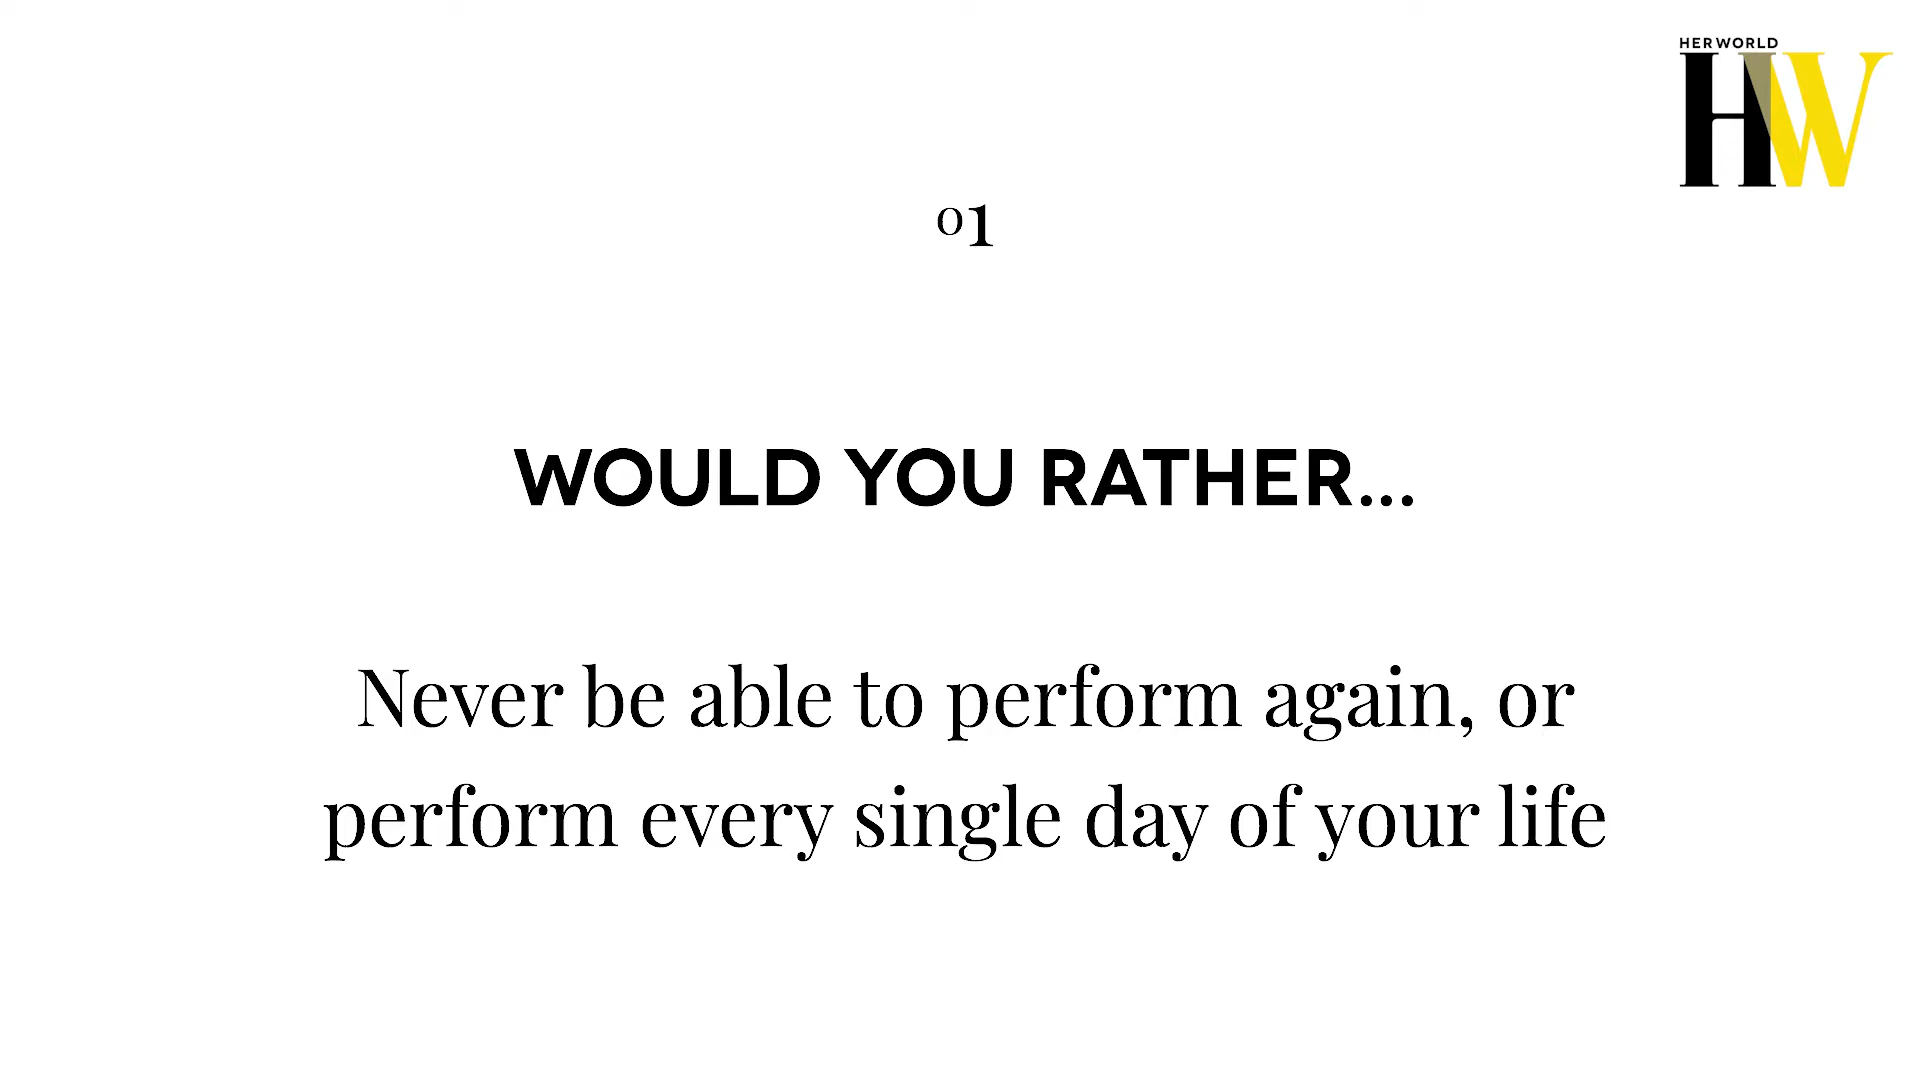 HERWORLD
HW
01
WOULD YOU RATHER...
Never be able to perform again, or
perform every single day of your life